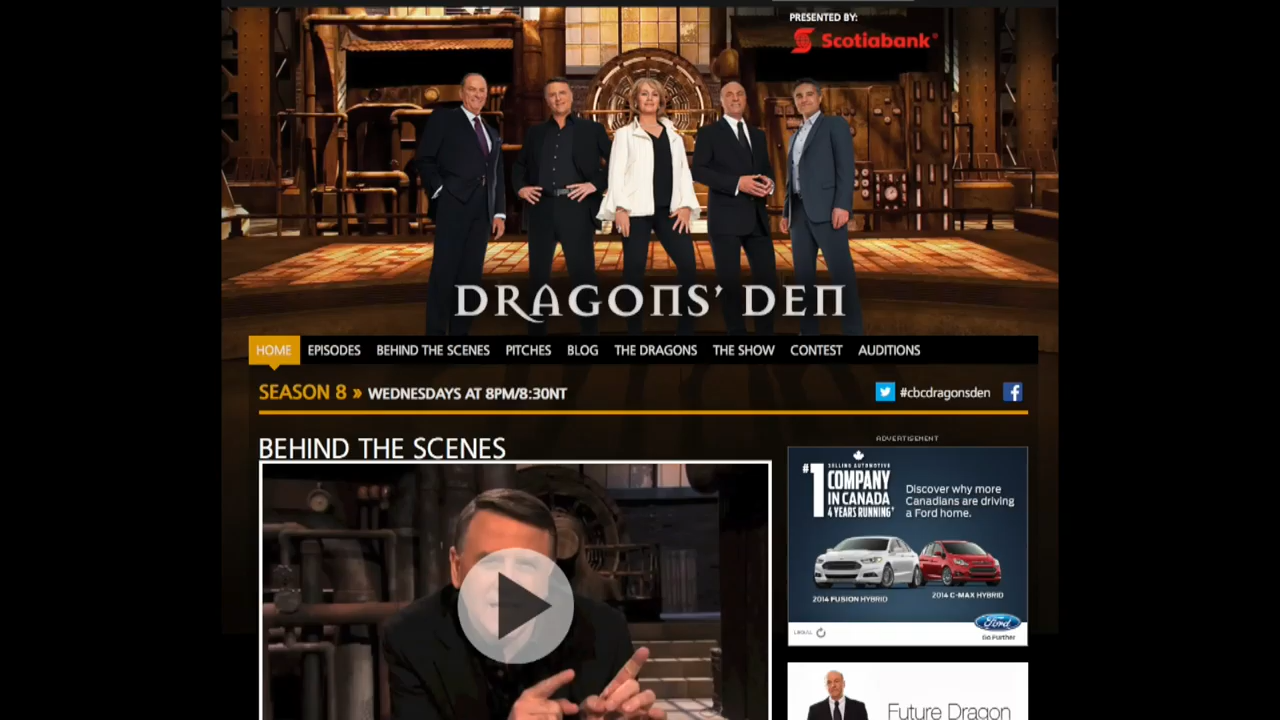 PRESENTED BY:
Scotiabank
DRAGONS' DEN
HOME EPISODES BEHIND THE SCENES PITCHES BLOG THE DRAGONS THE SHOW CONTEST AUDITIONS
SEASON 8 » WEDNESDAYS AT 8PM/8:30NT
#cbcdragonsden
BEHIND THE SCENES
ADVERTISEMENT
#1 SELLING AUTOMOTIVE
COMPANY
IN CANADA
4 YEARS RUNNING*
Discover why more
Canadians are driving
a Ford home.
2014 FUSION HYBRID
2014 C-MAX HYBRID
LEGAL
Ford
Go Further
Future Dragon